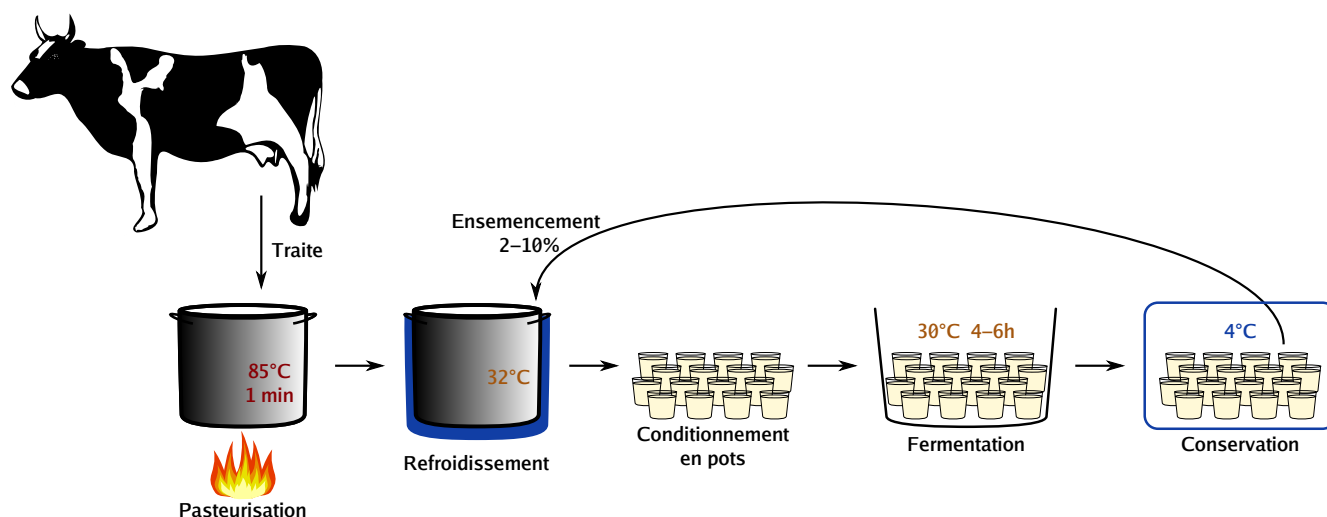 Traite
85°C
1 min
Pasteurisation
Ensemencement
2–10%
32°C
Refroidissement
Conditionnement
en pots
30°C 4–6h
Fermentation
4°C
Conservation